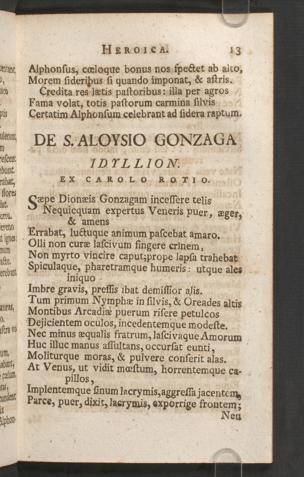 HEROICA. 13
Alphonsus, cœloque bonus nos spectet ab alto,
Morem sideribus si quando imponat, & astris.
Credita res lætis pastoribus: illa per agros
Fama volat, totis pastorum carmina silvis
Certatim Alphonsum celebrant ad sidera raptum.
DE S. ALOYSIO GONZAGA
IDYLLION.
EX CAROLO ROTIO.
Sæpe Dionæis Gonzagam incessere telis
Nequicquam expertus Veneris puer, æger,
& amens
Errabat, luctuque animum pascebat amaro.
Olli non curæ lascivum fingere crinem,
Non myrto vincire caput; prope lapsa trahebat
Spiculaque, pharetramque humeris: utque ales
iniquo
Imbre gravis, pressis ibat demissior alis.
Tum primum Nymphæ in silvis, & Oreades altis
Montibus Arcadiæ puerum risere petulcos
Dejicientem oculos, incedentemque modeste.
Nec minus æqualis fratrum, lascivaque Amorum
Huc illuc manus assultans, occursat eunti,
Moliturque moras, & pulvere conserit alas.
At Venus, ut vidit mœstum, horrentemque ca-
pillos,
Implentemque sinum lacrymis, aggressa jacentem,
Parce, puer, dixit, lacrymis, exporrige frontem;
Neu